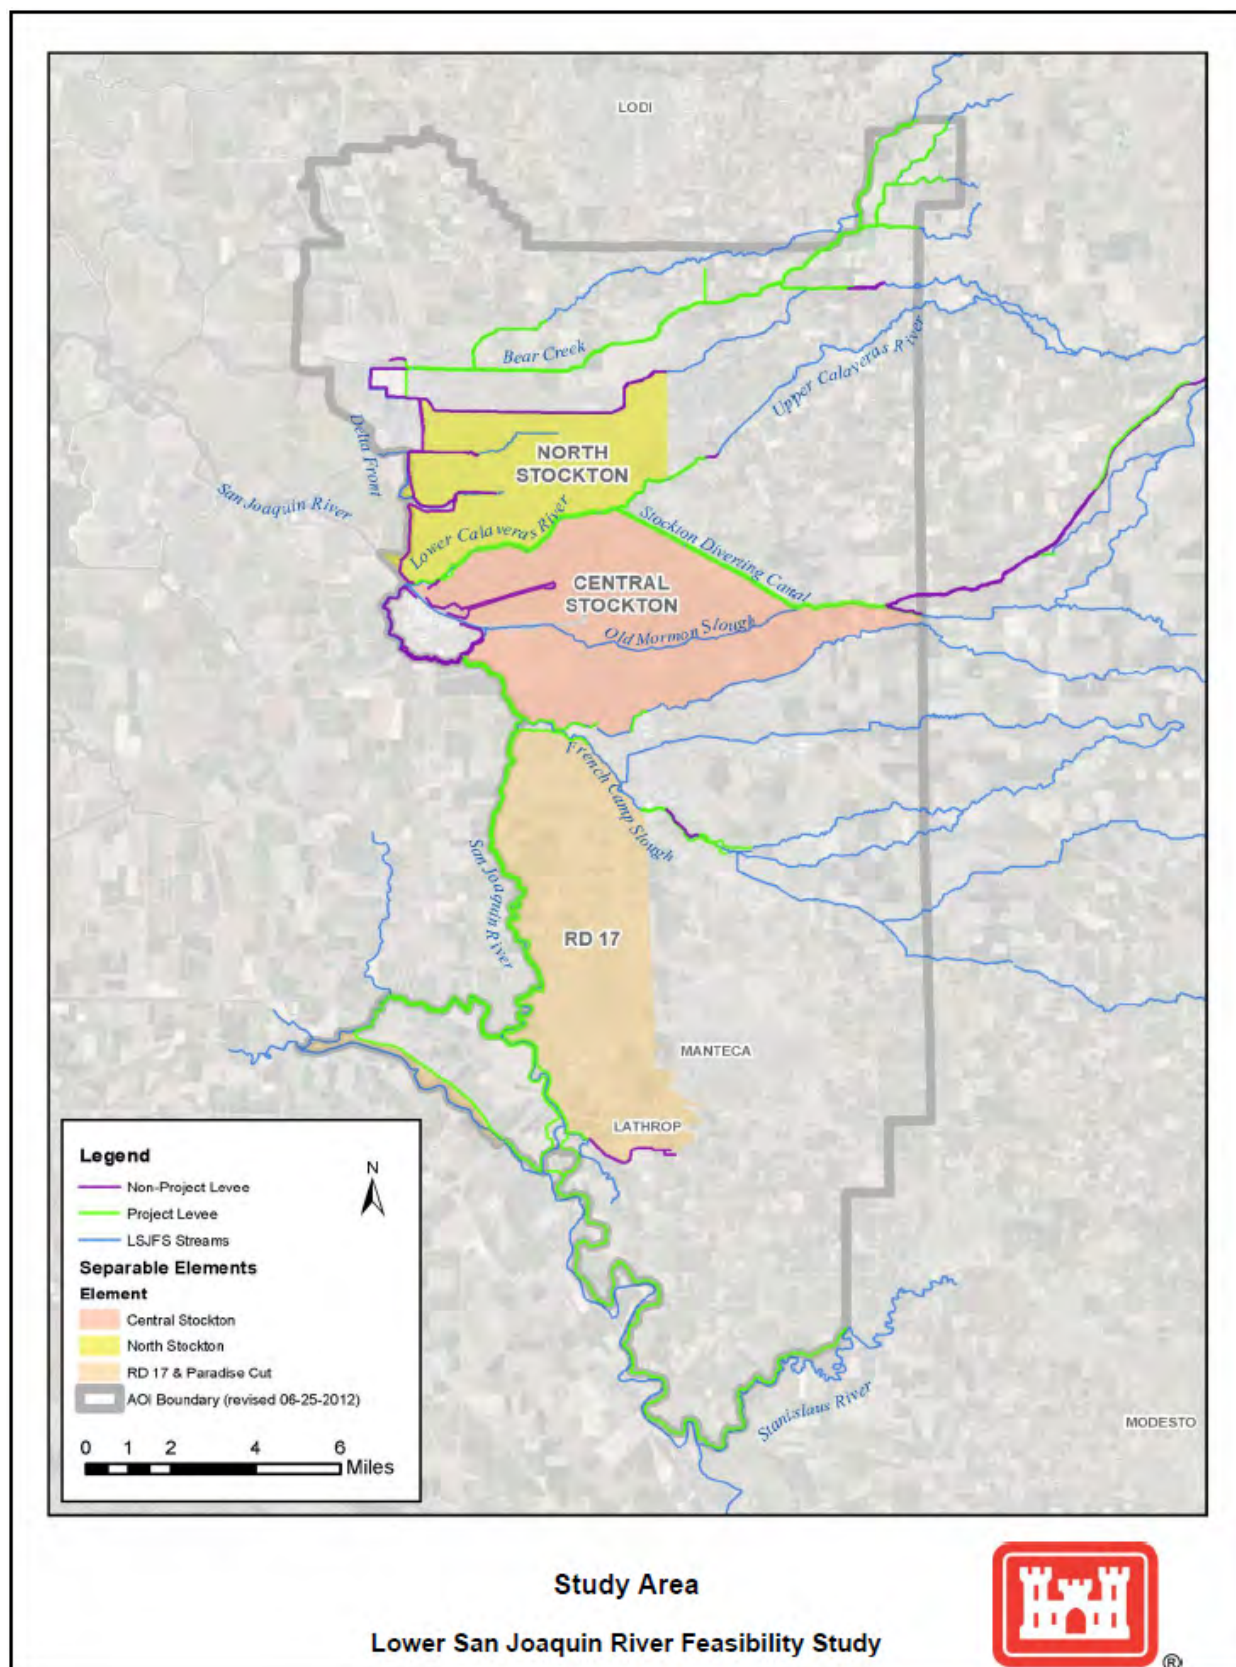 LODI
Bear Creek
Upper Calaveras River
Delta Front
NORTH
STOCKTON
San Joaquin River
Lower Calaveras River
Stockton Diverting Canal
CENTRAL
STOCKTON
Old Mormon Slough
French Camp Slough
San Joaquin River
RD 17
MANTECA
LATHROP
Stanislaus River
MODESTO
Legend
N
Non-Project Levee
Project Levee
LSJFS Streams
Separable Elements
Element
Central Stockton
North Stockton
RD 17 & Paradise Cut
AOI Boundary (revised 06-25-2012)
0 1 2 4 6
Miles
Study Area
Lower San Joaquin River Feasibility Study
®